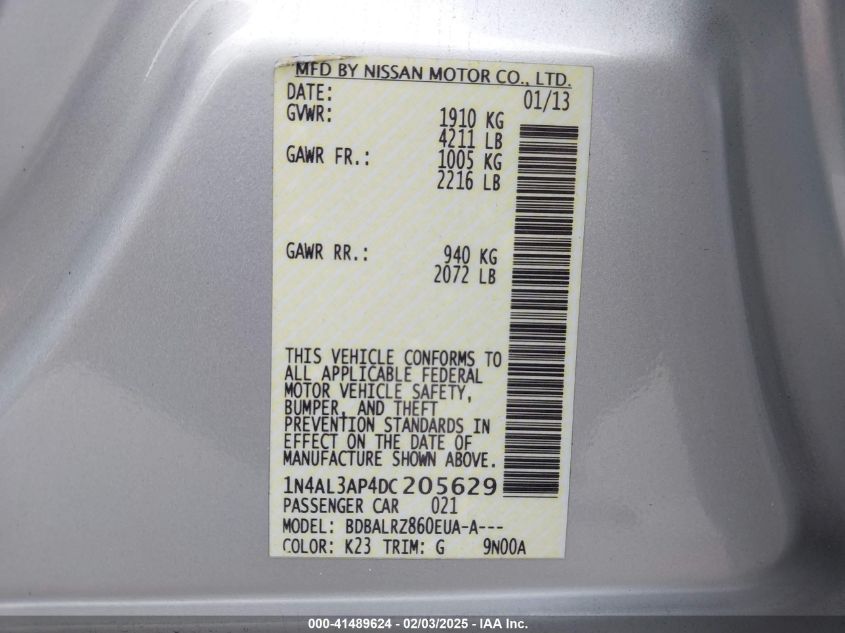 MFD BY NISSAN MOTOR CO., LTD.
DATE: 01/13
GVWR: 1910 KG
4211 LB
GAWR FR.: 1005 KG
2216 LB
GAWR RR.: 940 KG
2072 LB
THIS VEHICLE CONFORMS TO
ALL APPLICABLE FEDERAL
MOTOR VEHICLE SAFETY,
BUMPER, AND THEFT
PREVENTION STANDARDS IN
EFFECT ON THE DATE OF
MANUFACTURE SHOWN ABOVE.
1N4AL3AP4DC205629
PASSENGER CAR 021
MODEL: BDBALRZ860EUA-A---
COLOR: K23 TRIM: G 9N00A
000-41489624 - 02/03/2025 - IAA Inc.